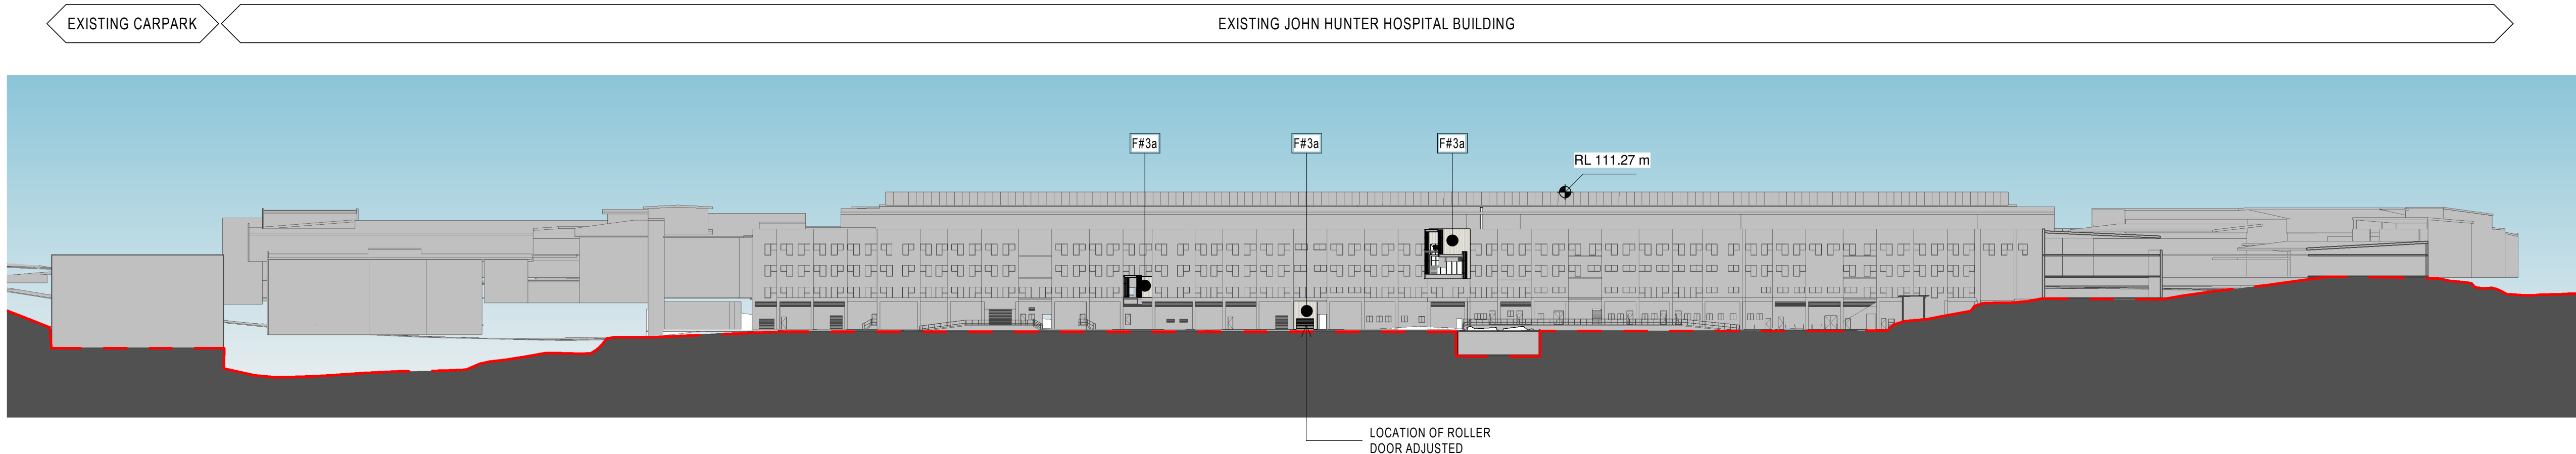 EXISTING CARPARK
EXISTING JOHN HUNTER HOSPITAL BUILDING
F#3a
F#3a
F#3a
RL 111.27 m
LOCATION OF ROLLER
DOOR ADJUSTED